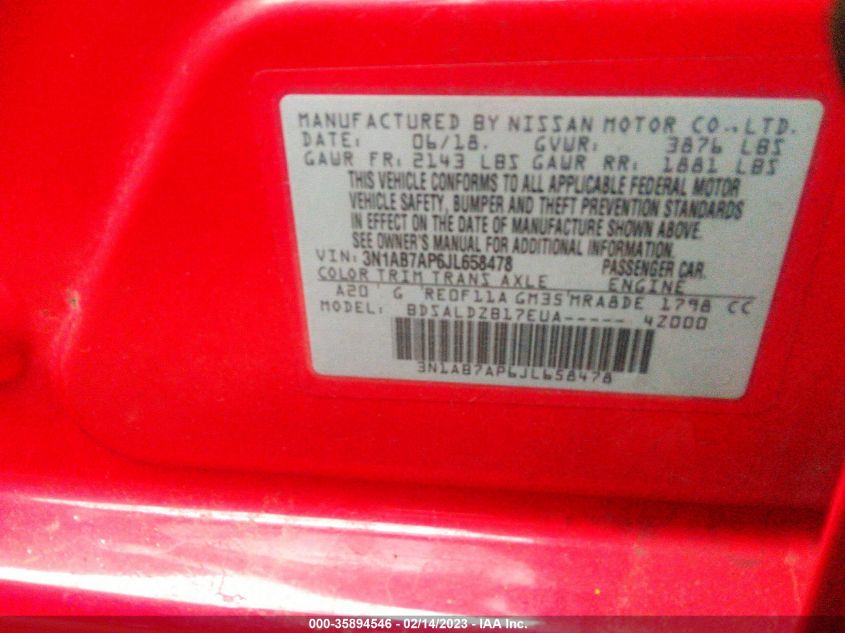 MANUFACTURED BY NISSAN MOTOR CO., LTD.
DATE: 06/18. GVWR: 3876 LBS
GAWR FR: 2143 LBS GAWR RR: 1881 LBS
THIS VEHICLE CONFORMS TO ALL APPLICABLE FEDERAL MOTOR
VEHICLE SAFETY, BUMPER AND THEFT PREVENTION STANDARDS
IN EFFECT ON THE DATE OF MANUFACTURE SHOWN ABOVE.
SEE OWNER'S MANUAL FOR ADDITIONAL INFORMATION.
VIN: 3N1AB7AP6JL658478 PASSENGER CAR.
COLOR TRIM TRANS AXLE ENGINE
A20 G RE0F11A GM35 MRA8DE 1798 CC
MODEL: BDSALDZB17EUA----- 4Z000
3N1AB7AP6JL658478
000-35894546 - 02/14/2023 - IAA Inc.